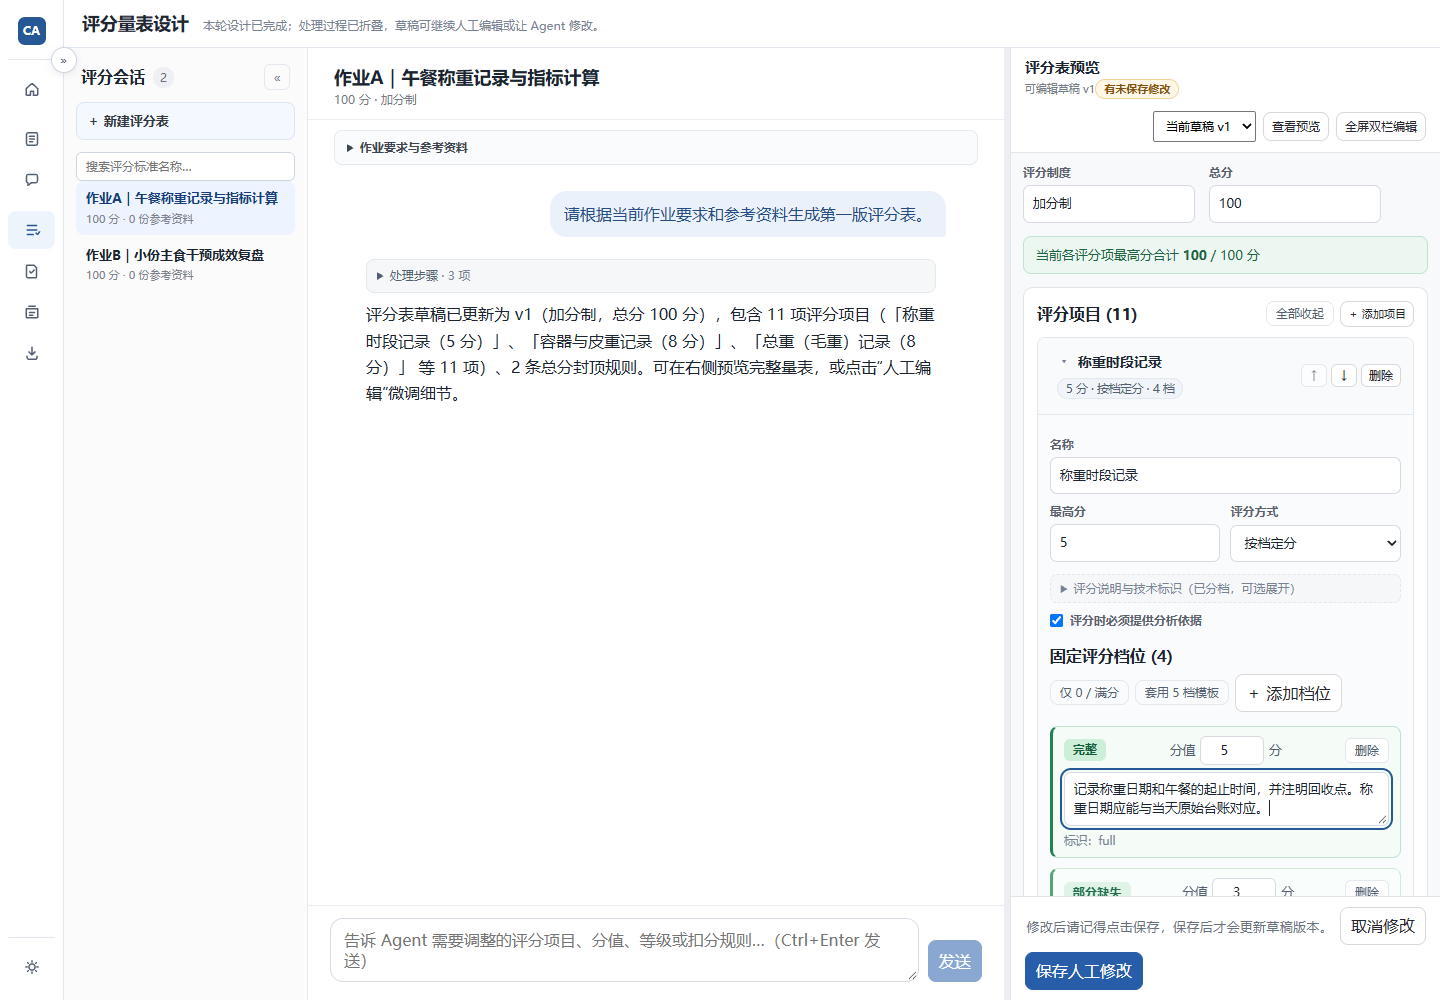 CA
评分量表设计
本轮设计已完成；处理过程已折叠，草稿可继续人工编辑或让 Agent 修改。
»
评分会话 2
«
+ 新建评分表
搜索评分标准名称...
作业A | 午餐称重记录与指标计算
100 分 · 0 份参考资料
作业B | 小份主食干预成效复盘
100 分 · 0 份参考资料
作业A | 午餐称重记录与指标计算
100 分 · 加分制
▶ 作业要求与参考资料
请根据当前作业要求和参考资料生成第一版评分表。
▶ 处理步骤 · 3 项
评分表草稿已更新为 v1（加分制，总分 100 分），包含 11 项评分项目（「称重
时段记录（5 分）」、「容器与皮重记录（8 分）」、「总重（毛重）记录（8
分）」 等 11 项）、2 条总分封顶规则。可在右侧预览完整量表，或点击“人工编
辑”微调细节。
告诉 Agent 需要调整的评分项目、分值、等级或扣分规则...（Ctrl+Enter 发
送）
发送
评分表预览
可编辑草稿 v1 有未保存修改
当前草稿 v1
查看预览
全屏双栏编辑
评分制度
总分
加分制
100
当前各评分项最高分合计 100 / 100 分
评分项目 (11)
全部收起
+ 添加项目
称重时段记录
5 分 · 按档定分 · 4 档
↑
↓
删除
名称
称重时段记录
最高分
评分方式
5
按档定分
▶ 评分说明与技术标识（已分档，可选展开）
评分时必须提供分析依据
固定评分档位 (4)
仅 0 / 满分
套用 5 档模板
+ 添加档位
完整
分值 5 分
删除
记录称重日期和午餐的起止时间，并注明回收点。称
重日期应能与当天原始台账对应。
标识：full
部分缺失
分值 3 分
删除
修改后请记得点击保存，保存后才会更新草稿版本。
取消修改
保存人工修改